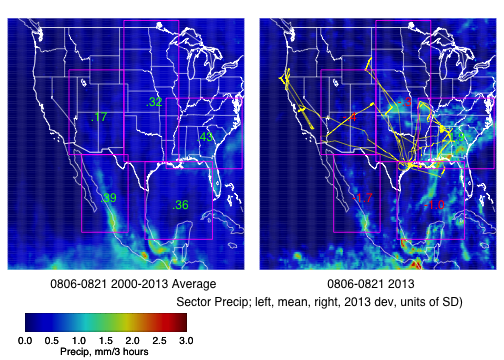 .32
.17
.43
.39
.36
0806-0821 2000-2013 Average
0806-0821 2013
Sector Precip; left, mean, right, 2013 dev, units of SD)
0.0 0.5 1.0 1.5 2.0 2.5 3.0
Precip, mm/3 hours